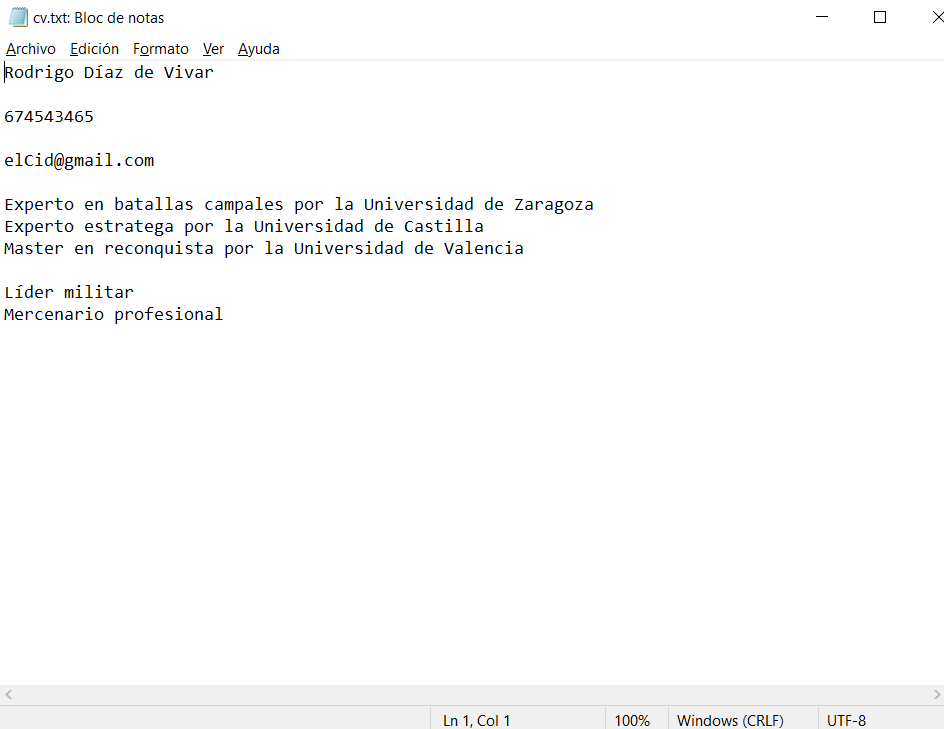 cv.txt: Bloc de notas
Archivo Edición Formato Ver Ayuda
Rodrigo Díaz de Vivar
674543465
elCid@gmail.com
Experto en batallas campales por la Universidad de Zaragoza
Experto estratega por la Universidad de Castilla
Master en reconquista por la Universidad de Valencia
Líder militar
Mercenario profesional
Ln 1, Col 1 100% Windows (CRLF) UTF-8